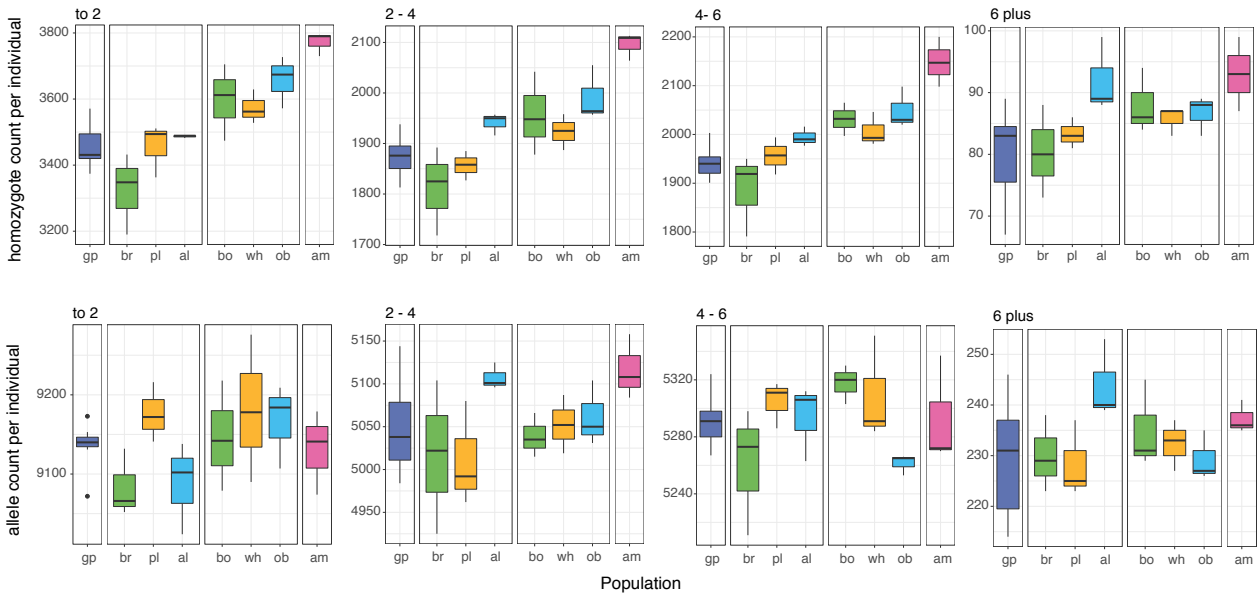 to 2
2 - 4
4- 6
6 plus
homozygote count per individual
3800
3600
3400
3200
2100
2000
1900
1800
1700
2200
2100
2000
1900
1800
100
90
80
70
gp br pl al bo wh ob am
gp br pl al bo wh ob am
gp br pl al bo wh ob am
gp br pl al bo wh ob am
to 2
2 - 4
4 - 6
6 plus
allele count per individual
9200
9100
5150
5100
5050
5000
4950
5320
5280
5240
250
240
230
220
gp br pl al bo wh ob am
gp br pl al bo wh ob am
gp br pl al bo wh ob am
gp br pl al bo wh ob am
Population